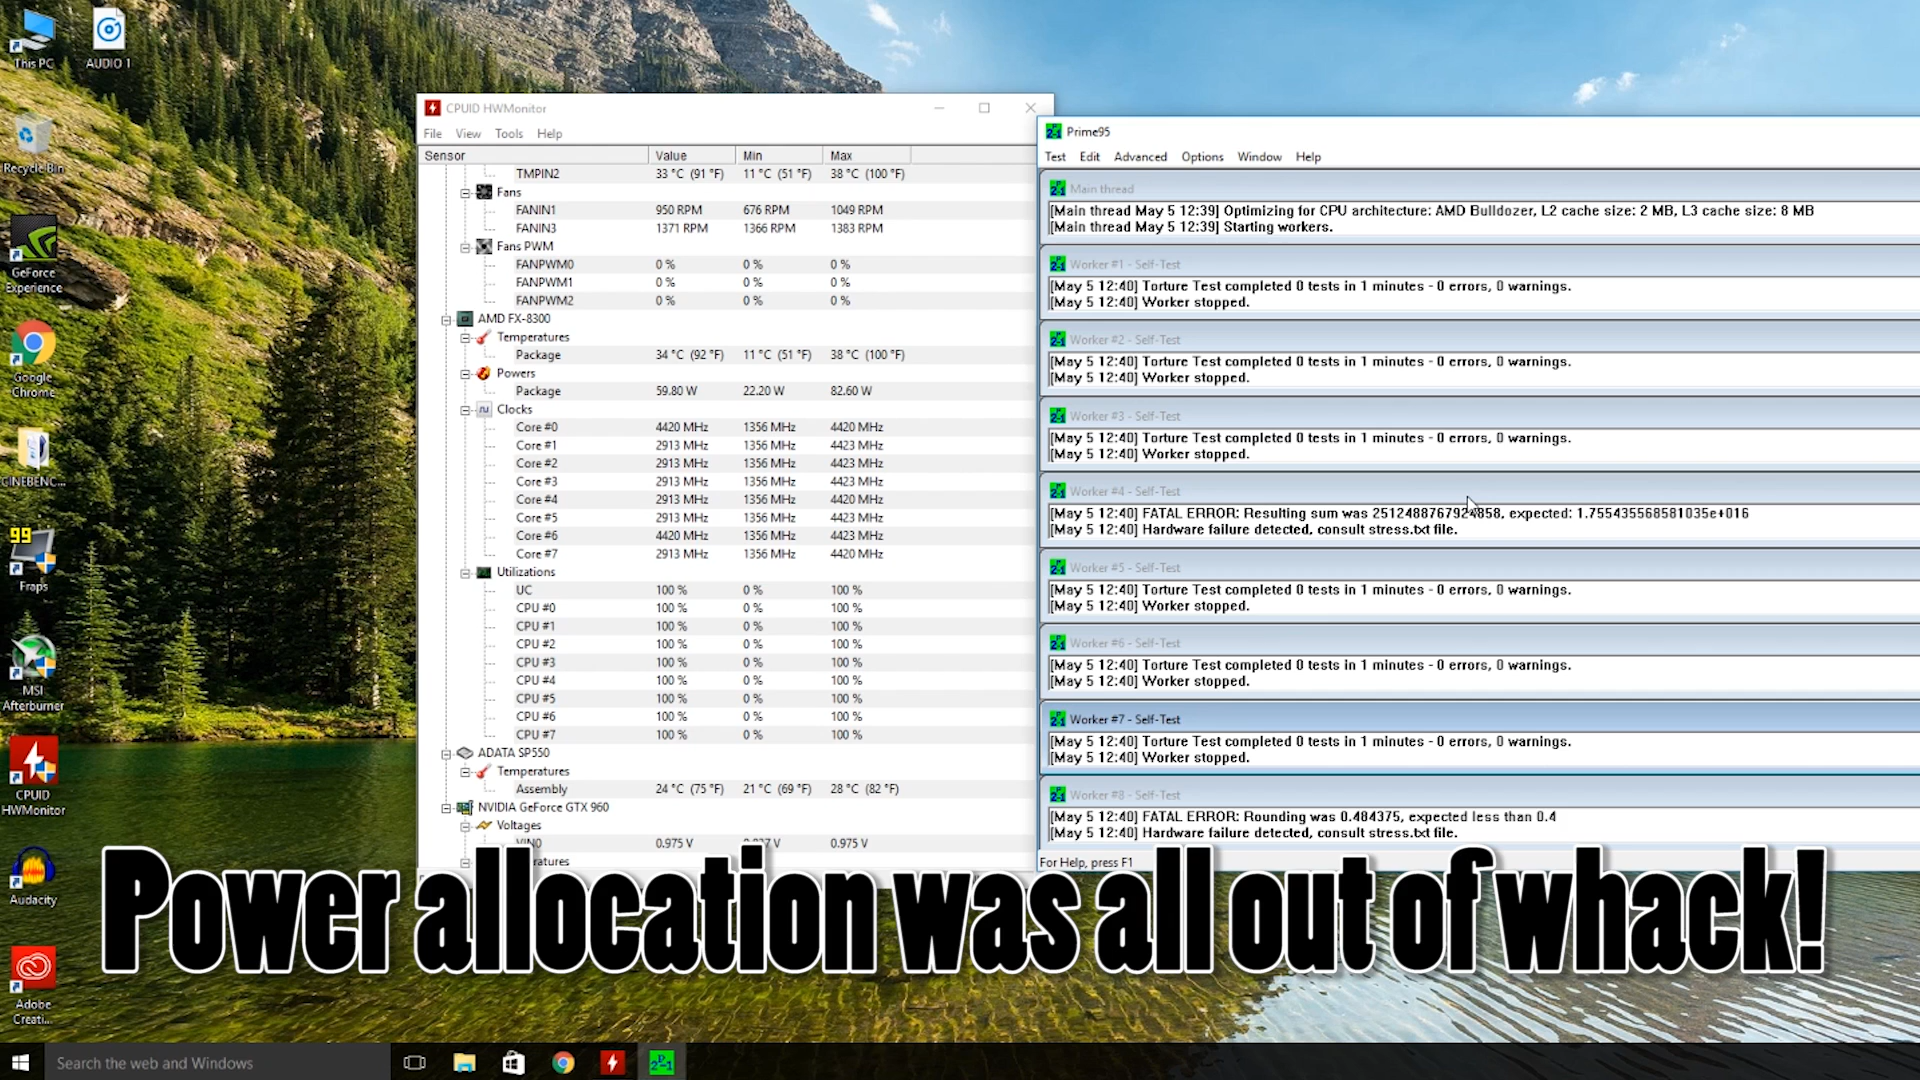 This PC
AUDIO 1
Recycle Bin
GeForce
Experience
Google
Chrome
CINEBENC...
99
Fraps
MSI
Afterburner
CPUID
HWMonitor
Audacity
Adobe
Creati...
CPUID HWMonitor
File View Tools Help
Sensor Value Min Max
TMPIN2 33 °C (91 °F) 11 °C (51 °F) 38 °C (100 °F)
Fans
FANIN1 950 RPM 676 RPM 1049 RPM
FANIN3 1371 RPM 1366 RPM 1383 RPM
Fans PWM
FANPWM0 0 % 0 % 0 %
FANPWM1 0 % 0 % 0 %
FANPWM2 0 % 0 % 0 %
AMD FX-8300
Temperatures
Package 34 °C (92 °F) 11 °C (51 °F) 38 °C (100 °F)
Powers
Package 59.80 W 22.20 W 82.60 W
Clocks
Core #0 4420 MHz 1356 MHz 4420 MHz
Core #1 2913 MHz 1356 MHz 4423 MHz
Core #2 2913 MHz 1356 MHz 4423 MHz
Core #3 2913 MHz 1356 MHz 4423 MHz
Core #4 2913 MHz 1356 MHz 4420 MHz
Core #5 2913 MHz 1356 MHz 4423 MHz
Core #6 4420 MHz 1356 MHz 4420 MHz
Core #7 2913 MHz 1356 MHz 4420 MHz
Utilizations
UC 100 % 0 % 100 %
CPU #0 100 % 0 % 100 %
CPU #1 100 % 0 % 100 %
CPU #2 100 % 0 % 100 %
CPU #3 100 % 0 % 100 %
CPU #4 100 % 0 % 100 %
CPU #5 100 % 0 % 100 %
CPU #6 100 % 0 % 100 %
CPU #7 100 % 0 % 100 %
ADATA SP550
Temperatures
Assembly 24 °C (75 °F) 21 °C (69 °F) 28 °C (82 °F)
NVIDIA GeForce GTX 960
Voltages
VIN0 0.975 V 0.975 V
Prime95
Test Edit Advanced Options Window Help
Main thread
[Main thread May 5 12:39] Optimizing for CPU architecture: AMD Bulldozer, L2 cache size: 2 MB, L3 cache size: 8 MB
[Main thread May 5 12:39] Starting workers.
Worker #1 - Self-Test
[May 5 12:40] Torture Test completed 0 tests in 1 minutes - 0 errors, 0 warnings.
[May 5 12:40] Worker stopped.
Worker #2 - Self-Test
[May 5 12:40] Torture Test completed 0 tests in 1 minutes - 0 errors, 0 warnings.
[May 5 12:40] Worker stopped.
Worker #3 - Self-Test
[May 5 12:40] Torture Test completed 0 tests in 1 minutes - 0 errors, 0 warnings.
[May 5 12:40] Worker stopped.
Worker #4 - Self-Test
[May 5 12:40] FATAL ERROR: Resulting sum was 2512488767924858, expected: 1.755435568581035e+016
[May 5 12:40] Hardware failure detected, consult stress.txt file.
Worker #5 - Self-Test
[May 5 12:40] Torture Test completed 0 tests in 1 minutes - 0 errors, 0 warnings.
[May 5 12:40] Worker stopped.
Worker #6 - Self-Test
[May 5 12:40] Torture Test completed 0 tests in 1 minutes - 0 errors, 0 warnings.
[May 5 12:40] Worker stopped.
Worker #7 - Self-Test
[May 5 12:40] Torture Test completed 0 tests in 1 minutes - 0 errors, 0 warnings.
[May 5 12:40] Worker stopped.
Worker #8 - Self-Test
[May 5 12:40] FATAL ERROR: Rounding was 0.484375, expected less than 0.4
[May 5 12:40] Hardware failure detected, consult stress.txt file.
For Help, press F1
Power allocation was all out of whack!
Search the web and Windows